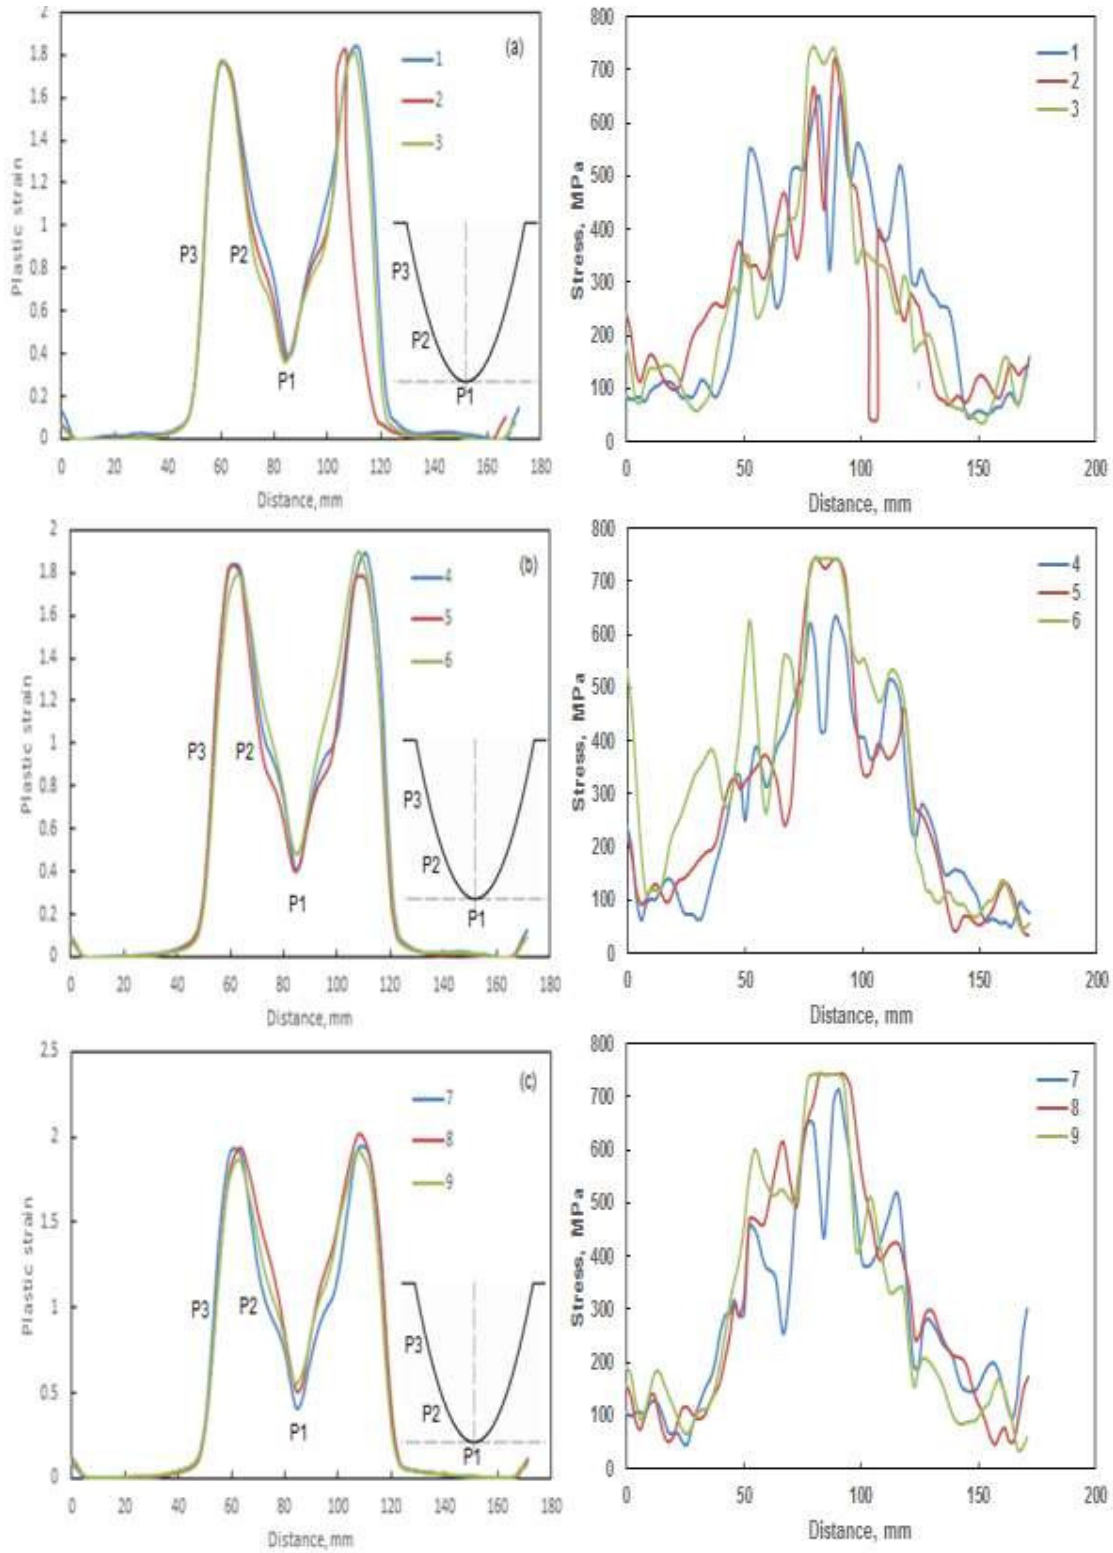 2
1.8
1.6
1.4
1.2
1
0.8
0.6
0.4
0.2
0
0 20 40 60 80 100 120 140 160 180
Plastic strain
Distance, mm
(a)
1
2
3
P3
P2
P1
P3
P2
P1
800
700
600
500
400
300
200
100
0
0 50 100 150 200
Stress, MPa
Distance, mm
1
2
3
2
1.8
1.6
1.4
1.2
1
0.8
0.6
0.4
0.2
0
0 20 40 60 80 100 120 140 160 180
Plastic strain
Distance, mm
(b)
4
5
6
P3
P2
P1
P3
P2
P1
800
700
600
500
400
300
200
100
0
0 50 100 150 200
Stress, MPa
Distance, mm
4
5
6
2.5
2
1.5
1
0.5
0
0 20 40 60 80 100 120 140 160 180
Plastic strain
Distance, mm
(c)
7
8
9
P3
P2
P1
P3
P2
P1
800
700
600
500
400
300
200
100
0
0 50 100 150 200
Stress, MPa
Distance, mm
7
8
9